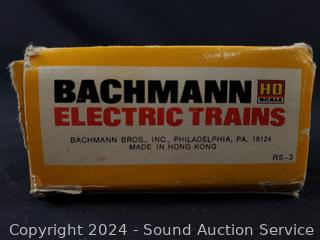 BACHMANN HO
SCALE
ELECTRIC TRAINS
BACHMANN BROS., INC., PHILADELPHIA, PA. 19124
MADE IN HONG KONG
RS-3
Copyright © 2024 - Sound Auction Service